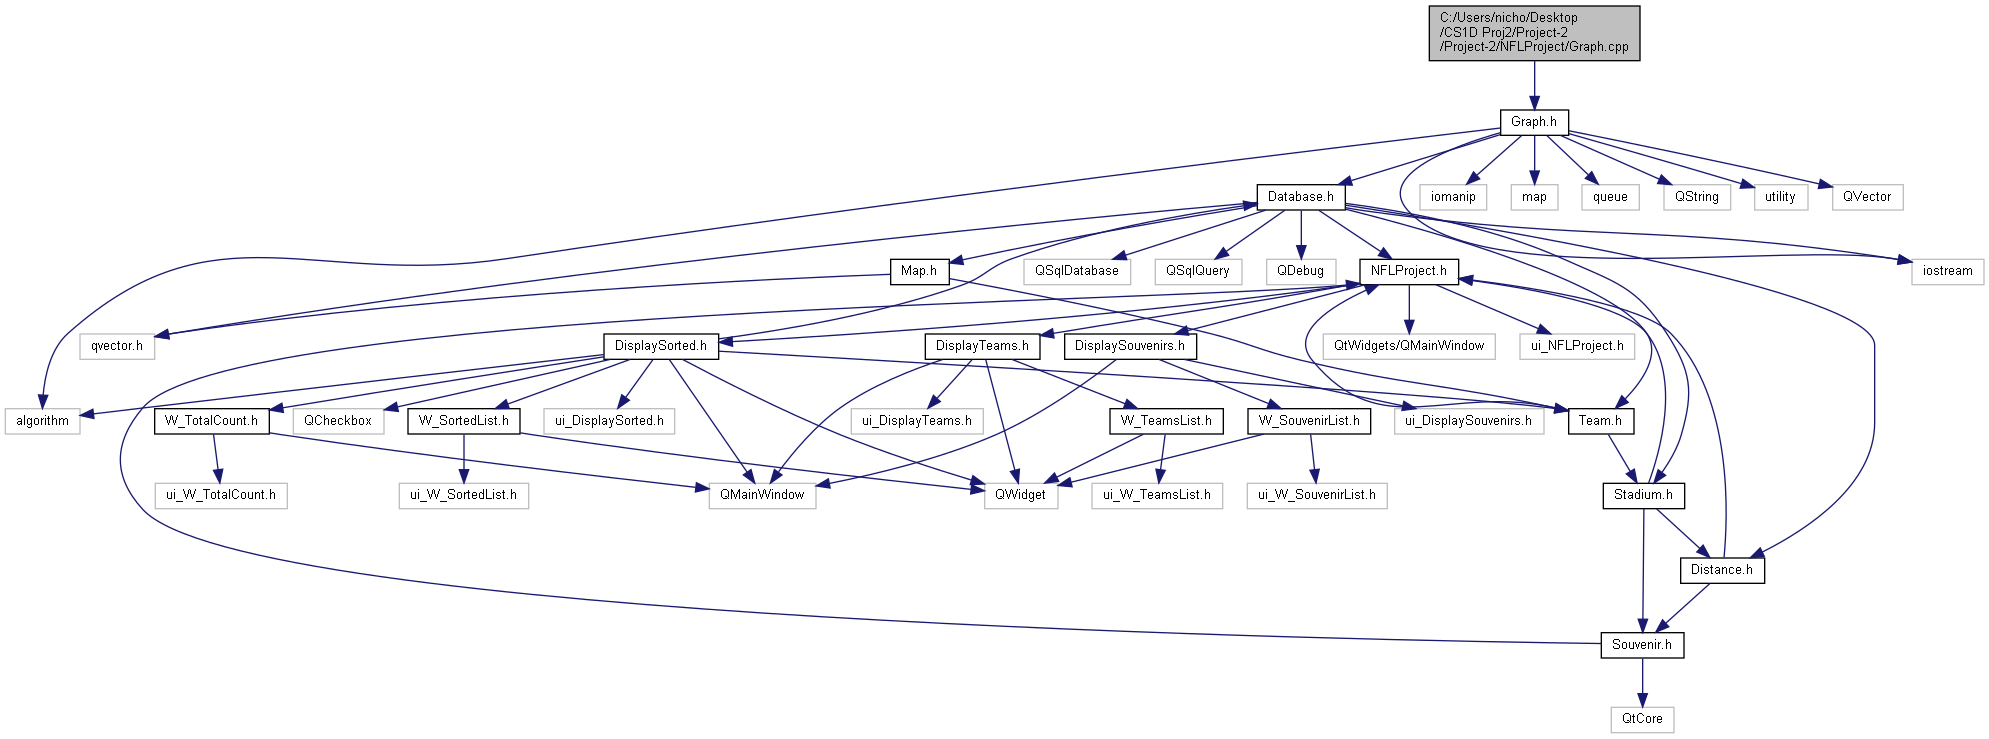 C:/Users/nicho/Desktop
/CS1D Proj2/Project-2
/Project-2/NFLProject/Graph.cpp
Graph.h
Database.h
iomanip
map
queue
QString
utility
QVector
Map.h
QSqlDatabase
QSqlQuery
QDebug
NFLProject.h
iostream
qvector.h
DisplaySorted.h
DisplayTeams.h
DisplaySouvenirs.h
QtWidgets/QMainWindow
ui_NFLProject.h
algorithm
W_TotalCount.h
QCheckbox
W_SortedList.h
ui_DisplaySorted.h
ui_DisplayTeams.h
W_TeamsList.h
W_SouvenirList.h
ui_DisplaySouvenirs.h
Team.h
ui_W_TotalCount.h
ui_W_SortedList.h
QMainWindow
QWidget
ui_W_TeamsList.h
ui_W_SouvenirList.h
Stadium.h
Distance.h
Souvenir.h
QtCore